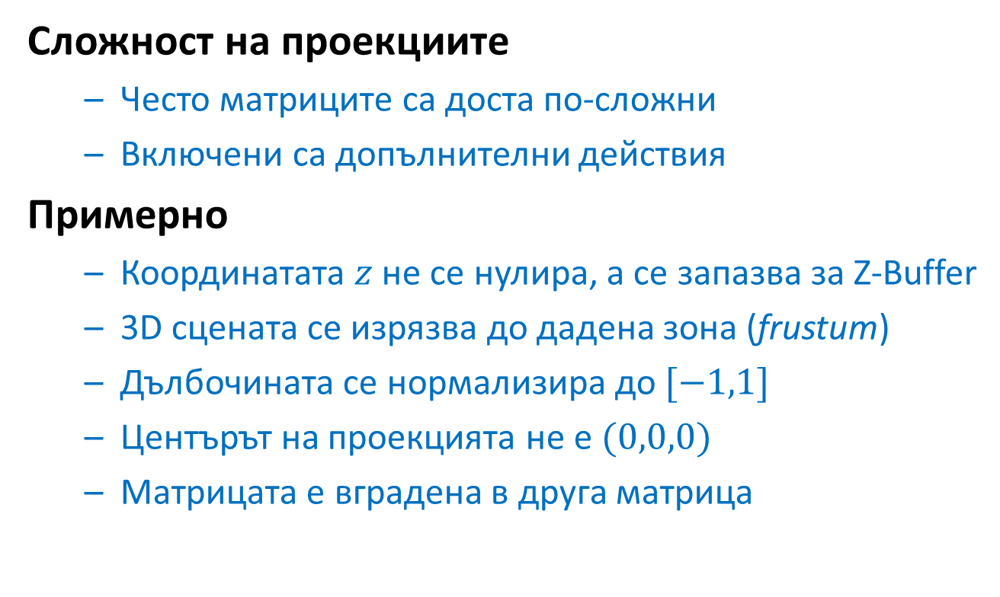 Сложност на проекциите
– Често матриците са доста по-сложни
– Включени са допълнителни действия
Примерно
– Координатата z не се нулира, а се запазва за Z-Buffer
– 3D сцената се изрязва до дадена зона (frustum)
– Дълбочината се нормализира до [−1,1]
– Центърът на проекцията не е (0,0,0)
– Матрицата е вградена в друга матрица